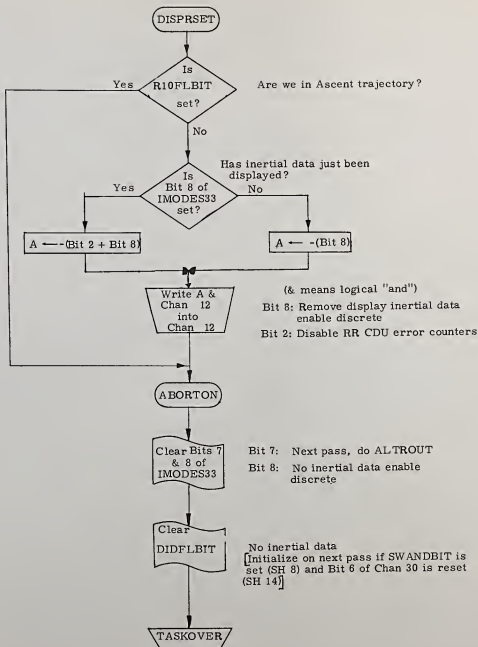 DISPRSET
Is
R10FLBIT
set?
Yes
Are we in Ascent trajectory?
No
Has inertial data just been
displayed?
Is
Bit 8 of
IMODES33
set?
Yes
No
A ← -(Bit 2 + Bit 8)
A ← -(Bit 8)
Write A &
Chan 12
into
Chan 12
(& means logical "and")
Bit 8: Remove display inertial data
enable discrete
Bit 2: Disable RR CDU error counters
ABORTON
Clear Bits 7
& 8 of
IMODES33
Bit 7: Next pass, do ALTROUT
Bit 8: No inertial data enable
discrete
Clear
DIDFLBIT
No inertial data
[Initialize on next pass if SWANDBIT is
set (SH 8) and Bit 6 of Chan 30 is reset
(SH 14)]
TASKOVER